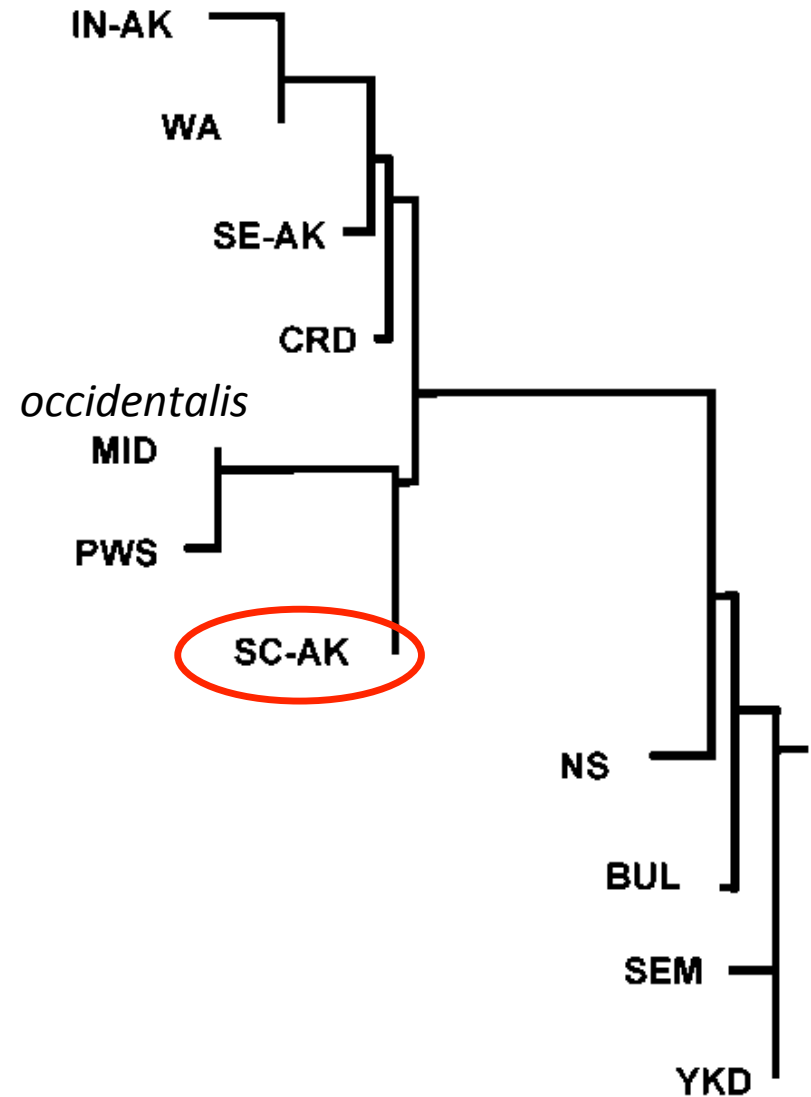 IN-AK
WA
SE-AK
CRD
occidentalis
MID
PWS
SC-AK
NS
BUL
SEM
YKD